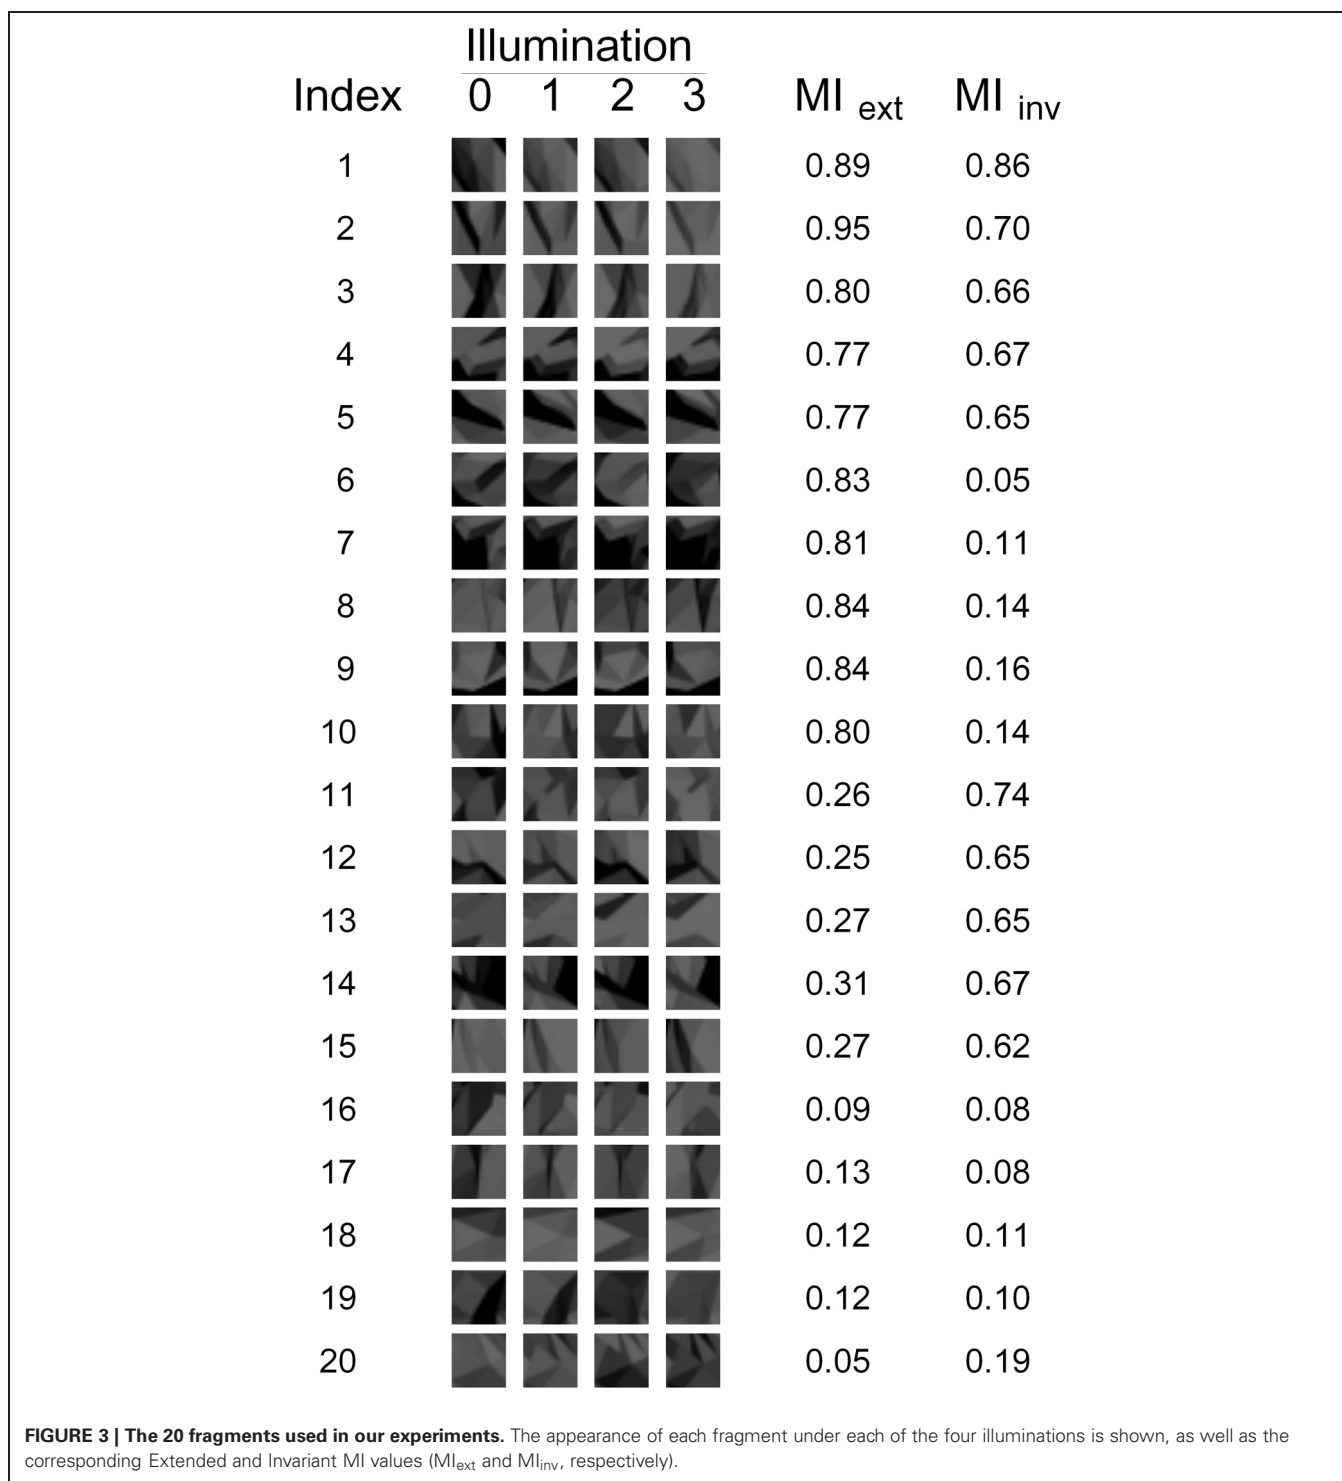 Illumination
Index 0 1 2 3 MI ext MI inv
1 0.89 0.86
2 0.95 0.70
3 0.80 0.66
4 0.77 0.67
5 0.77 0.65
6 0.83 0.05
7 0.81 0.11
8 0.84 0.14
9 0.84 0.16
10 0.80 0.14
11 0.26 0.74
12 0.25 0.65
13 0.27 0.65
14 0.31 0.67
15 0.27 0.62
16 0.09 0.08
17 0.13 0.08
18 0.12 0.11
19 0.12 0.10
20 0.05 0.19
FIGURE 3 | The 20 fragments used in our experiments. The appearance of each fragment under each of the four illuminations is shown, as well as the
corresponding Extended and Invariant MI values (MIext and MIinv, respectively).